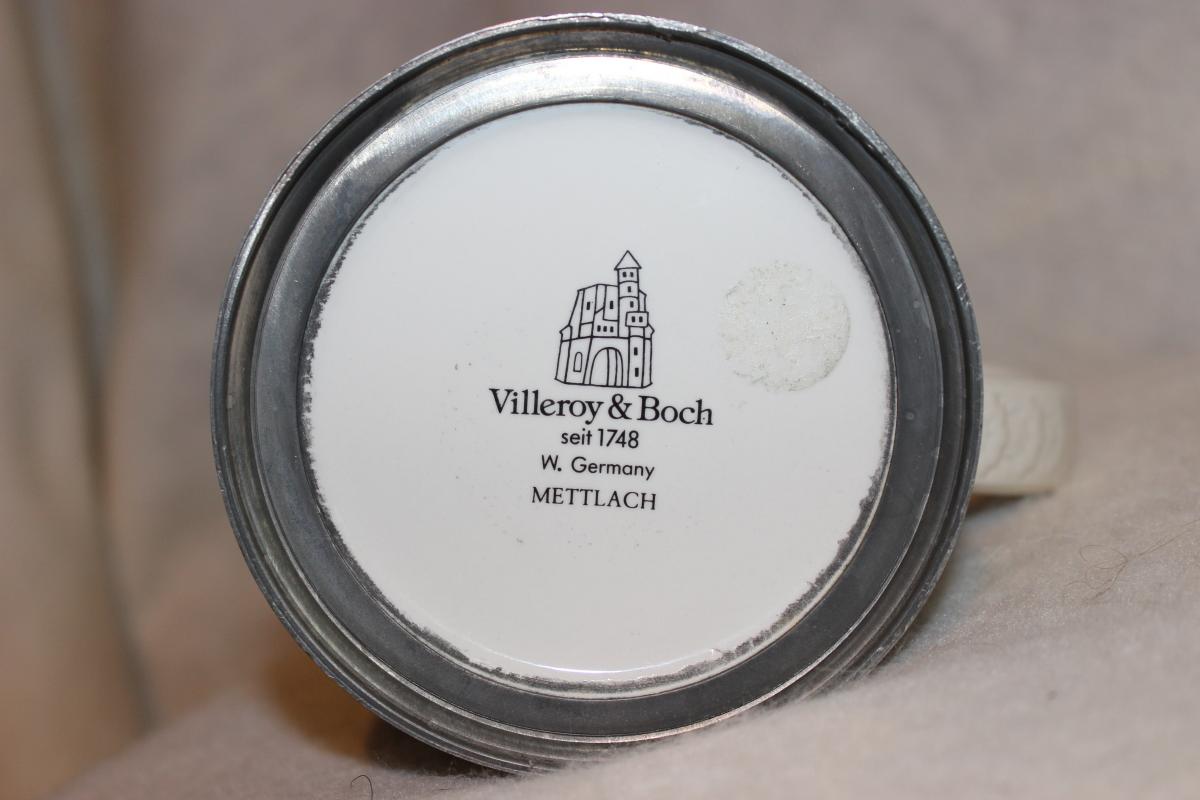 Villeroy & Boch
seit 1748
W. Germany
METTLACH